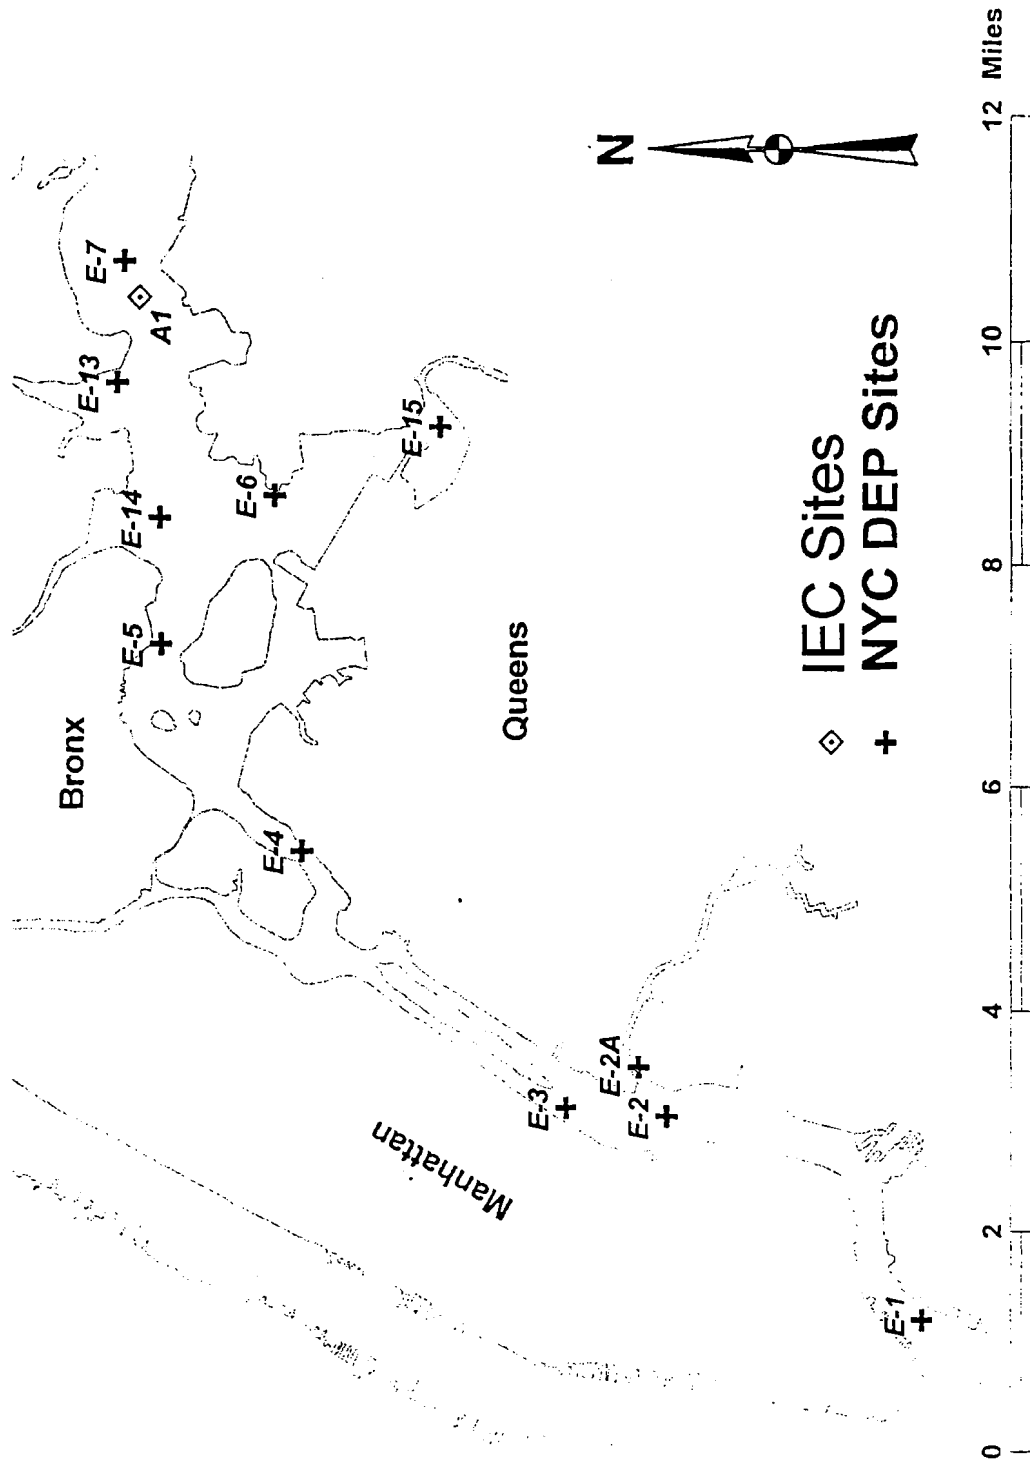 Bronx
Manhattan
Queens
N
E-7
A1
E-13
E-14
E-5
E-6
E-15
E-4
E-3
E-2A
E-2
E-1
IEC Sites
NYC DEP Sites
0 2 4 6 8 10 12 Miles